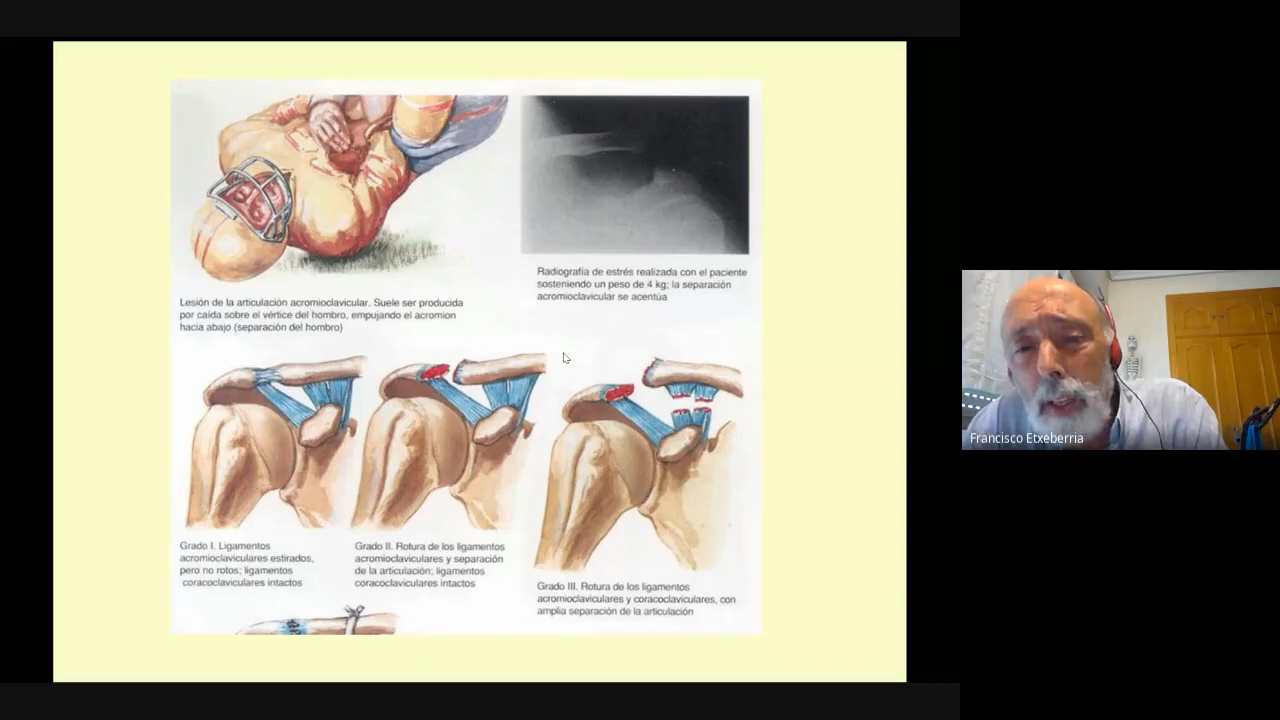 Radiografía de estrés realizada con el paciente
sosteniendo un peso de 4 kg; la separación
acromioclavicular se acentúa
Lesión de la articulación acromioclavicular. Suele ser producida
por caída sobre el vértice del hombro, empujando el acromion
hacia abajo (separación del hombro)
Grado I. Ligamentos
acromioclaviculares estirados,
pero no rotos; ligamentos
coracoclaviculares intactos
Grado II. Rotura de los ligamentos
acromioclaviculares y separación
de la articulación; ligamentos
coracoclaviculares intactos
Grado III. Rotura de los ligamentos
acromioclaviculares y coracoclaviculares, con
amplia separación de la articulación
Francisco Etxeberria